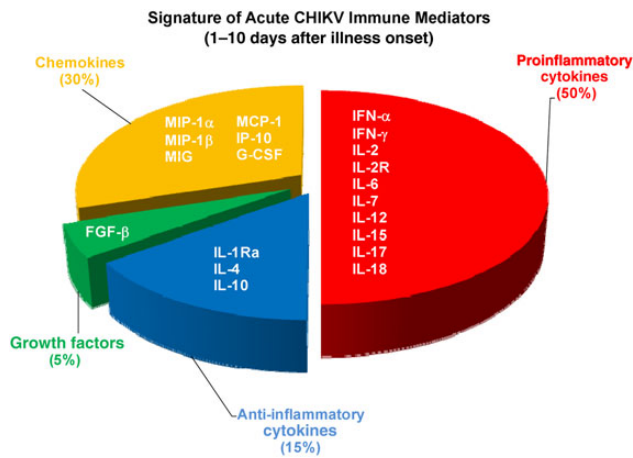 Signature of Acute CHIKV Immune Mediators
(1–10 days after illness onset)
Chemokines
(30%)
MIP-1α MCP-1
MIP-1β IP-10
MIG G-CSF
Proinflammatory
cytokines
(50%)
IFN-α
IFN-γ
IL-2
IL-2R
IL-6
IL-7
IL-12
IL-15
IL-17
IL-18
FGF-β
IL-1Ra
IL-4
IL-10
Growth factors
(5%)
Anti-inflammatory
cytokines
(15%)